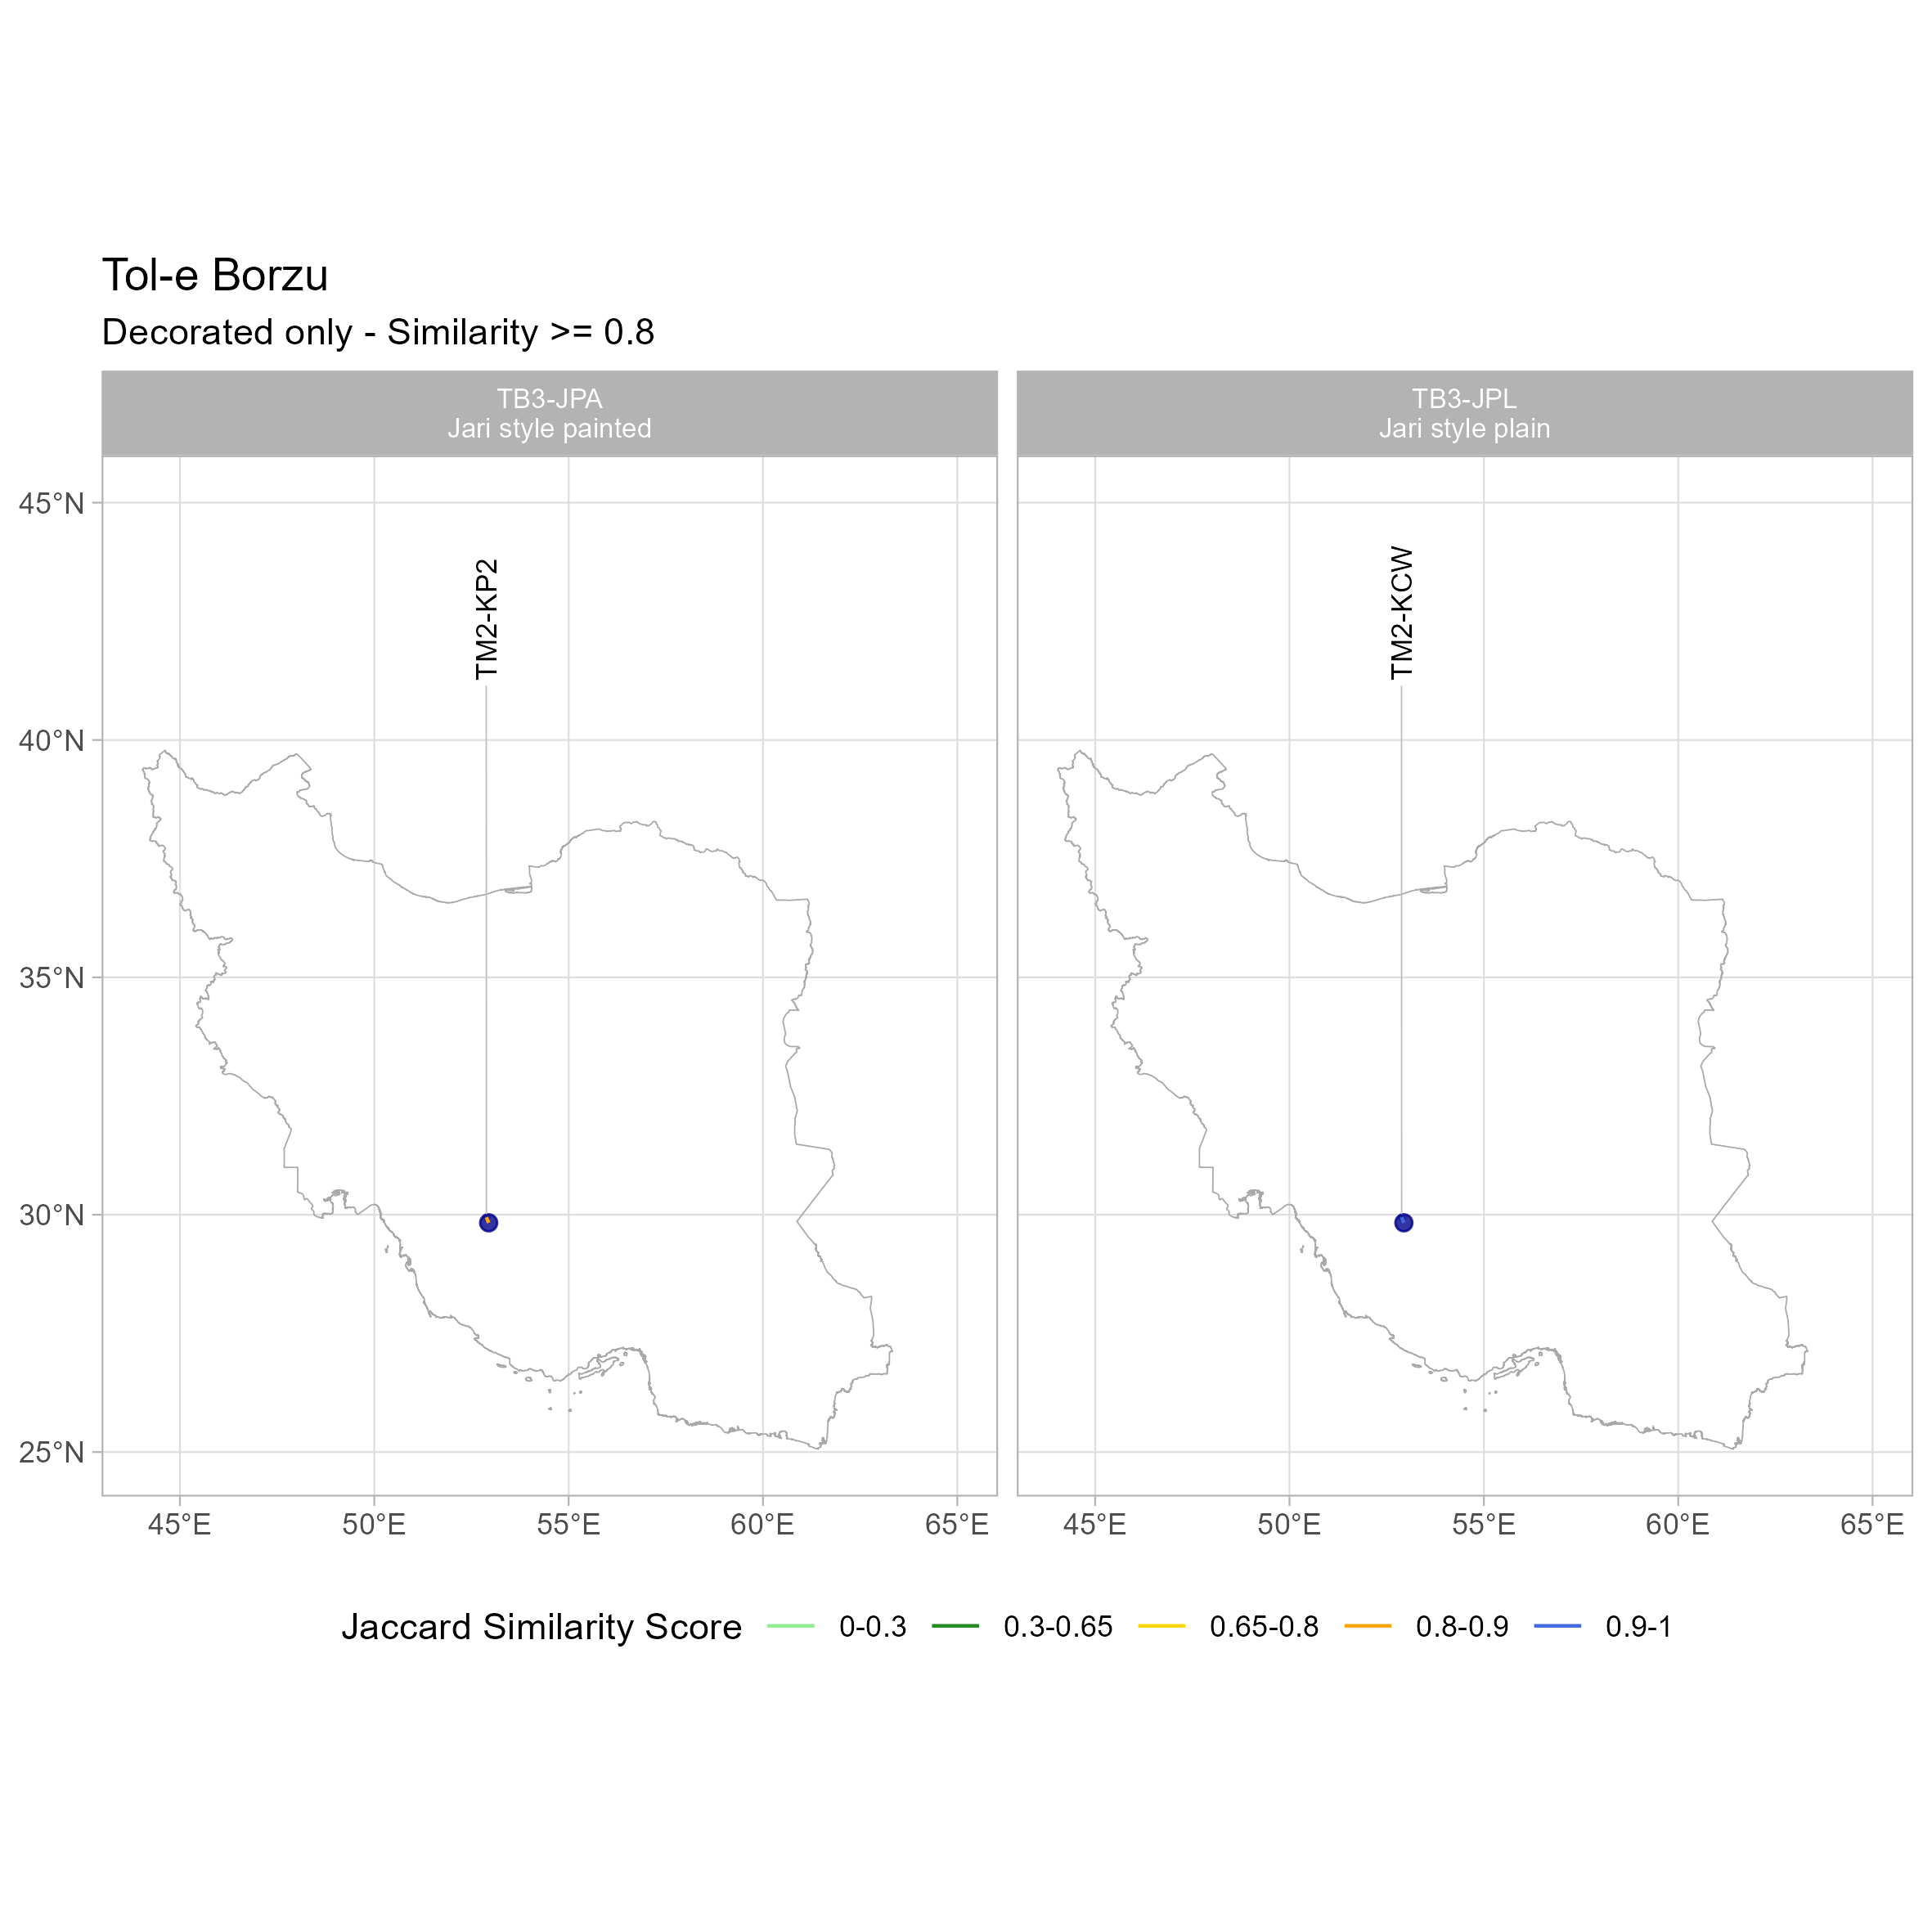 Tol-e Borzu
Decorated only - Similarity >= 0.8
TB3-JPA
Jari style painted
TB3-JPL
Jari style plain
45°N
40°N
35°N
30°N
25°N
TM2-KP2
TM2-KCW
45°E 50°E 55°E 60°E 65°E
45°E 50°E 55°E 60°E 65°E
Jaccard Similarity Score 0-0.3 0.3-0.65 0.65-0.8 0.8-0.9 0.9-1